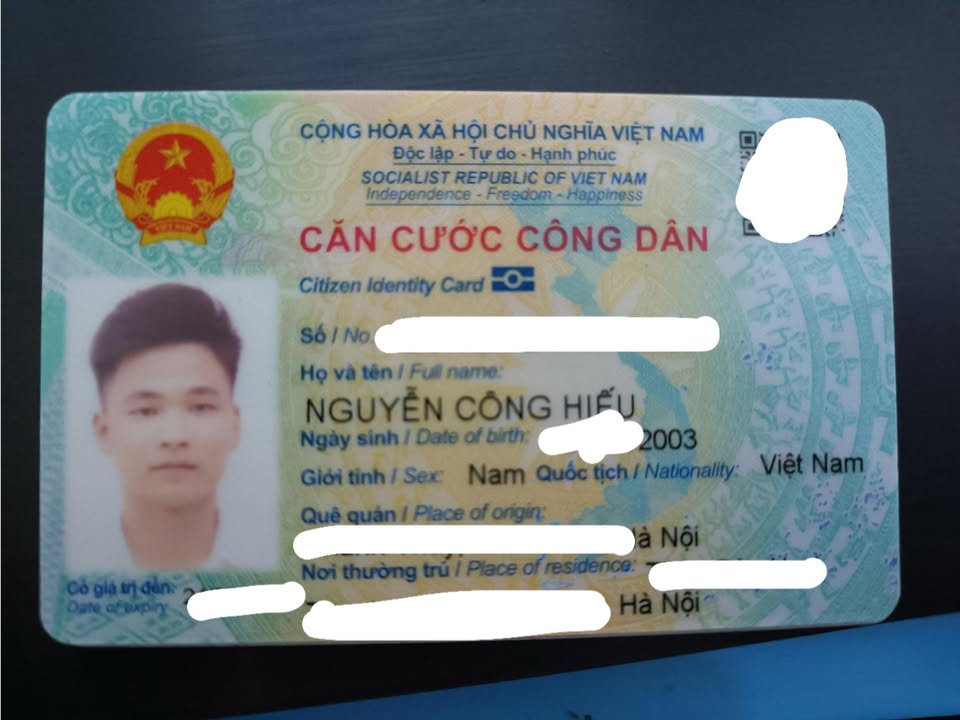 CỘNG HÒA XÃ HỘI CHỦ NGHĨA VIỆT NAM
Độc lập - Tự do - Hạnh phúc
SOCIALIST REPUBLIC OF VIET NAM
Independence - Freedom - Happiness
CĂN CƯỚC CÔNG DÂN
Citizen Identity Card
Số / No
Họ và tên / Full name:
NGUYỄN CÔNG HIẾU
Ngày sinh / Date of birth: 2003
Giới tính / Sex: Nam Quốc tịch / Nationality: Việt Nam
Quê quán / Place of origin:
Nội
Nơi thường trú / Place of residence:
Hà Nội
Có giá trị đến:
Date of expiry
VIỆT NAM